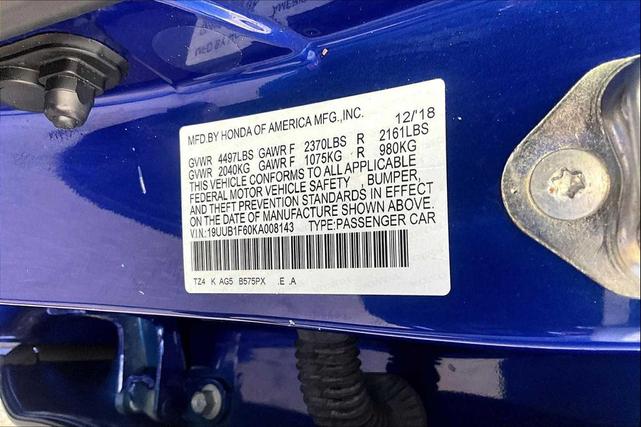 MFD.BY HONDA OF AMERICA MFG.,INC. 12/'18
GVWR 4497LBS GAWR F 2370LBS R 2161LBS
GVWR 2040KG GAWR F 1075KG R 980KG
THIS VEHICLE CONFORMS TO ALL APPLICABLE
FEDERAL MOTOR VEHICLE SAFETY , BUMPER,
AND THEFT PREVENTION STANDARDS IN EFFECT
ON THE DATE OF MANUFACTURE SHOWN ABOVE.
VIN:19UUB1F60KA008143 TYPE:PASSENGER CAR
TZ4 K AG5 B575PX .E .A